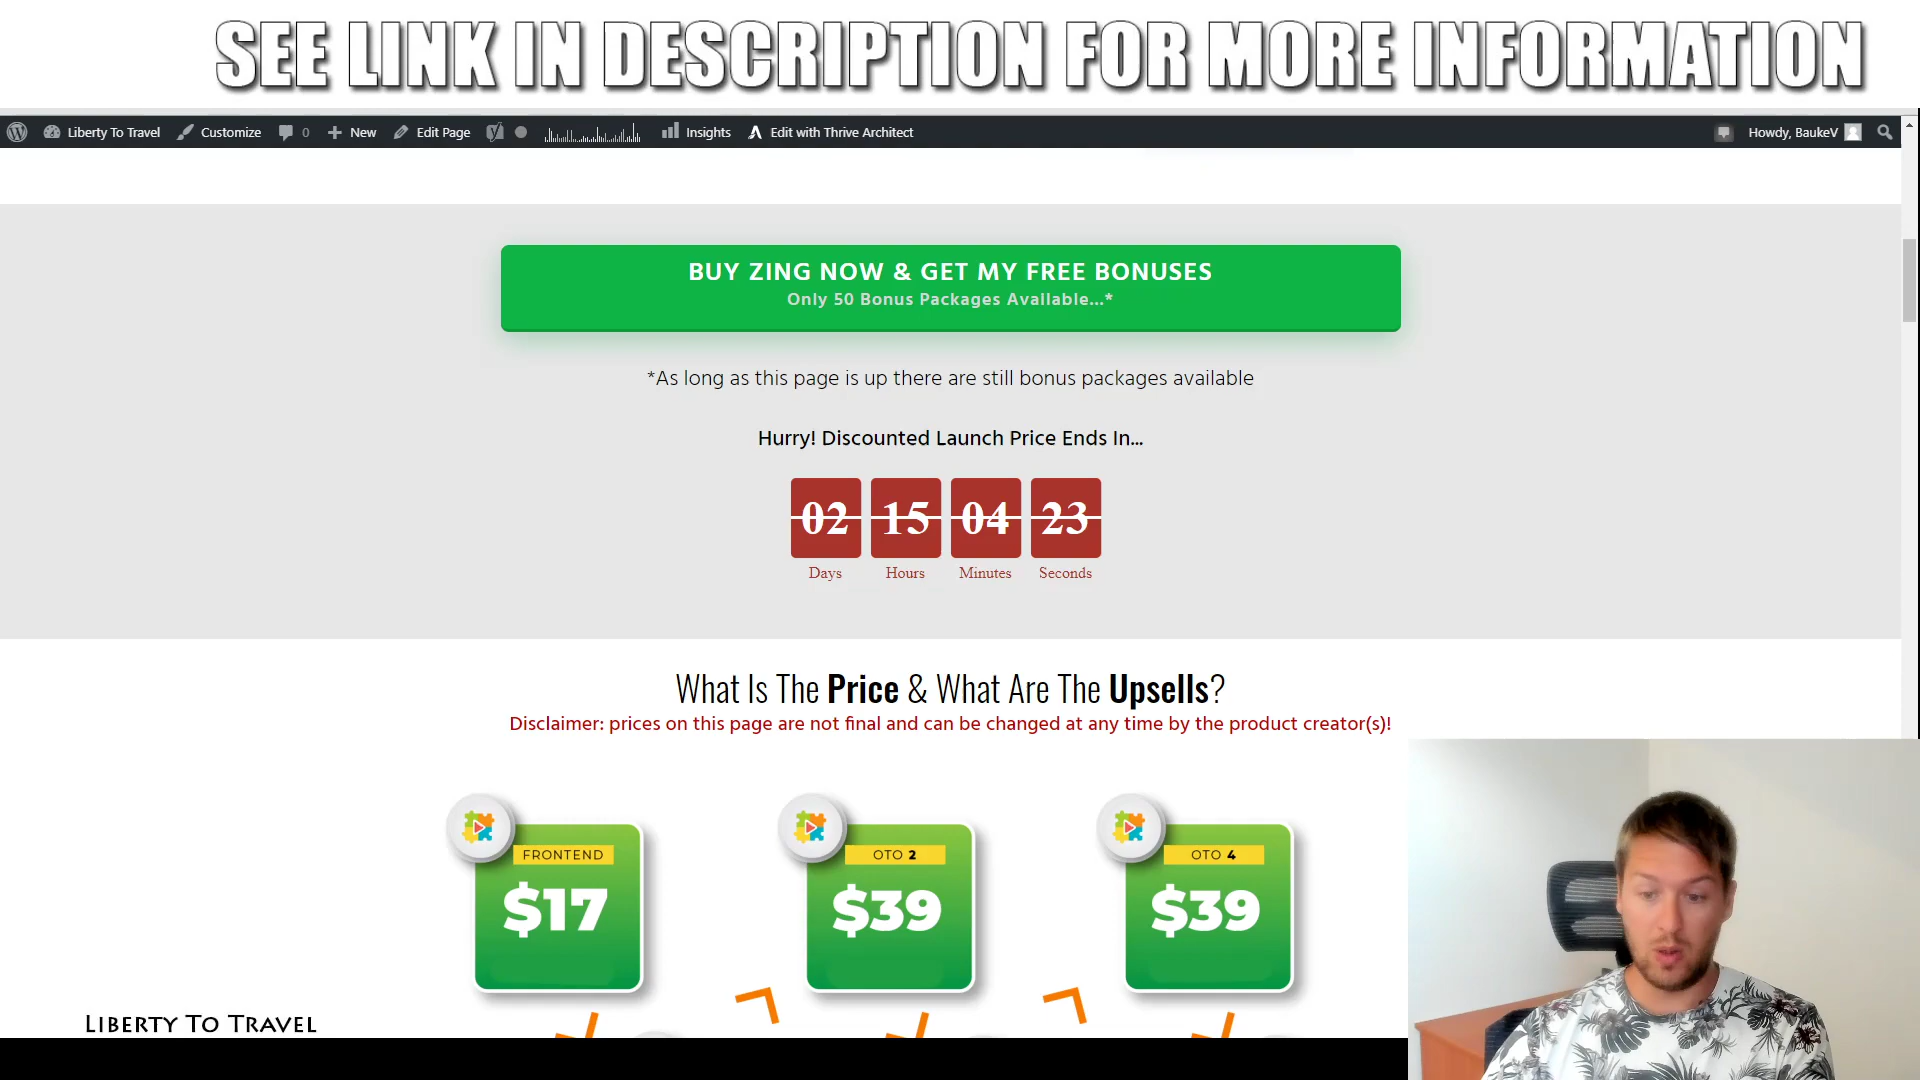 SEE LINK IN DESCRIPTION FOR MORE INFORMATION
Liberty To Travel Customize 0 New Edit Page Insights Edit with Thrive Architect Howdy, BaukeV
BUY ZING NOW & GET MY FREE BONUSES
Only 50 Bonus Packages Available...*
*As long as this page is up there are still bonus packages available
Hurry! Discounted Launch Price Ends In...
02 15 04 23
Days Hours Minutes Seconds
What Is The Price & What Are The Upsells?
Disclaimer: prices on this page are not final and can be changed at any time by the product creator(s)!
FRONTEND OTO 2 OTO 4
$17 $39 $39
LIBERTY TO TRAVEL